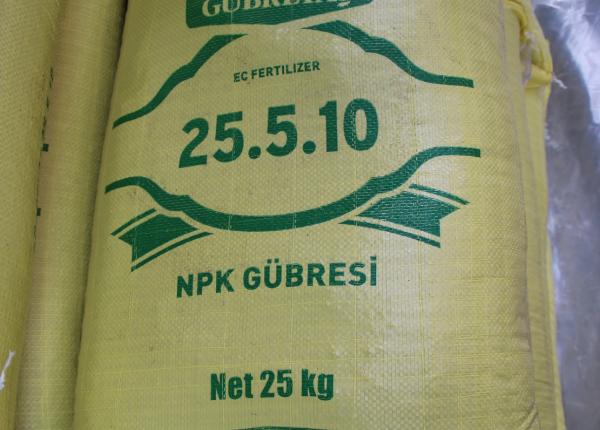 EC FERTILIZER
25.5.10
NPK GÜBRESİ
Net 25 kg